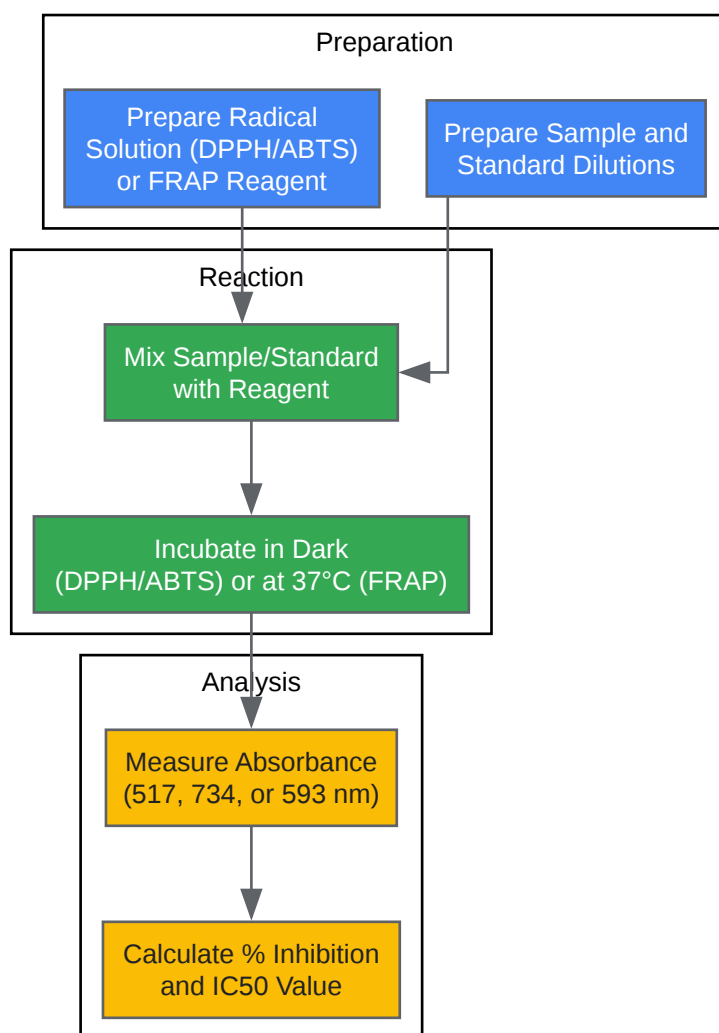 Preparation
Prepare Radical
Solution (DPPH/ABTS)
or FRAP Reagent
Prepare Sample and
Standard Dilutions
Reaction
Mix Sample/Standard
with Reagent
Incubate in Dark
(DPPH/ABTS) or at 37°C (FRAP)
Analysis
Measure Absorbance
(517, 734, or 593 nm)
Calculate % Inhibition
and IC50 Value